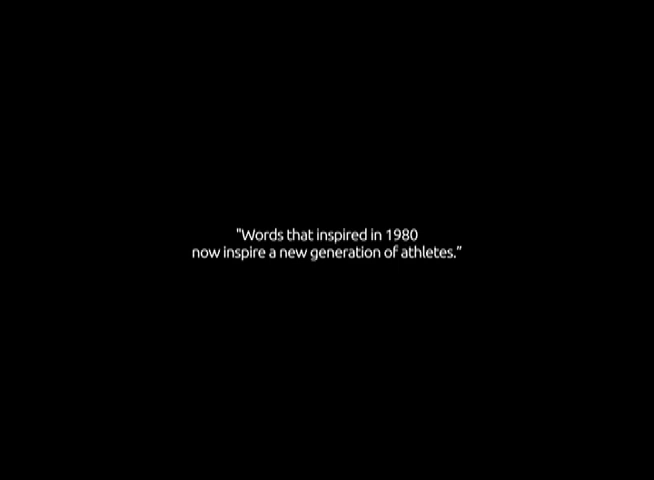 "Words that inspired in 1980
now inspire a new generation of athletes."